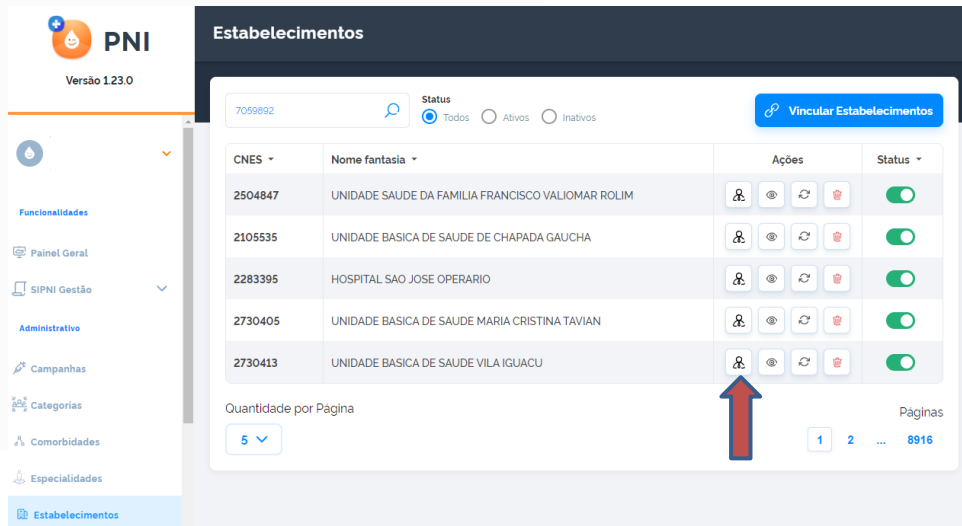 PNI
Versão 1.23.0
Funcionalidades
Painel Geral
SIPNI Gestão
Administrativo
Campanhas
Categorias
Comorbidades
Especialidades
Estabelecimentos
Estabelecimentos
7059892
Status
Todos Ativos Inativos
Vincular Estabelecimentos
CNES Nome fantasia Ações Status
2504847 UNIDADE SAUDE DA FAMILIA FRANCISCO VALIOMAR ROLIM
2105535 UNIDADE BASICA DE SAUDE DE CHAPADA GAUCHA
2283395 HOSPITAL SAO JOSE OPERARIO
2730405 UNIDADE BASICA DE SAUDE MARIA CRISTINA TAVIAN
2730413 UNIDADE BASICA DE SAUDE VILA IGUACU
Quantidade por Página
5
Páginas
1 2 ... 8916